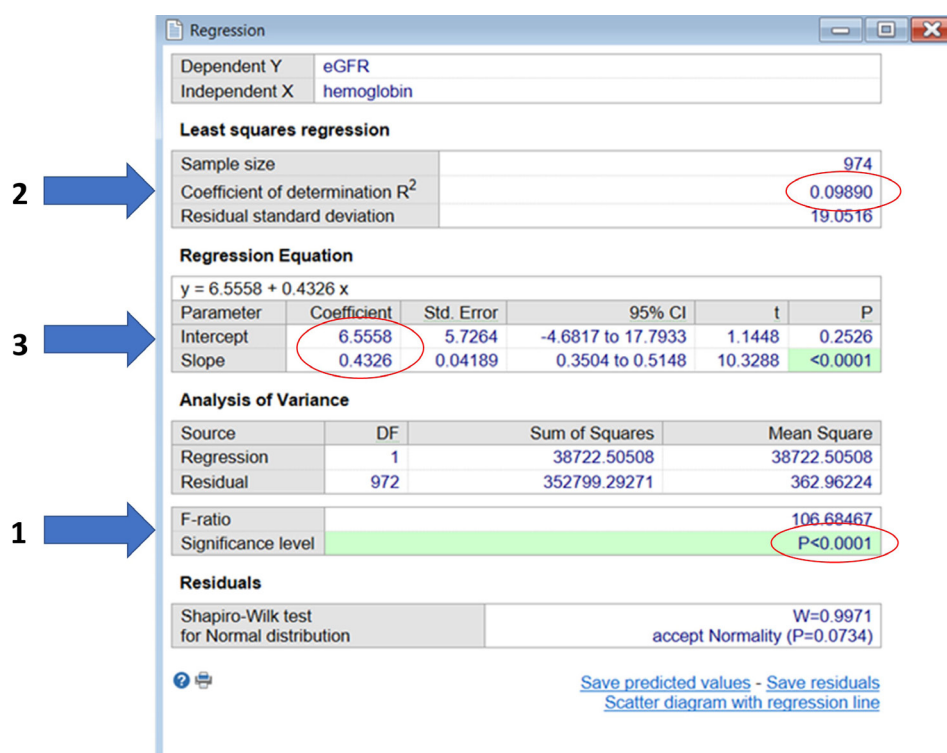 Regression
Dependent Y eGFR
Independent X hemoglobin
Least squares regression
Sample size 974
2
Coefficient of determination R² 0.09890
Residual standard deviation 19.0516
Regression Equation
y = 6.5558 + 0.4326 x
Parameter Coefficient Std. Error 95% CI t P
3
Intercept 6.5558 5.7264 -4.6817 to 17.7933 1.1448 0.2526
Slope 0.4326 0.04189 0.3504 to 0.5148 10.3288 <0.0001
Analysis of Variance
Source DF Sum of Squares Mean Square
Regression 1 38722.50508 38722.50508
Residual 972 352799.29271 362.96224
1
F-ratio 106.68467
Significance level P<0.0001
Residuals
Shapiro-Wilk test W=0.9971
for Normal distribution accept Normality (P=0.0734)
Save predicted values - Save residuals
Scatter diagram with regression line